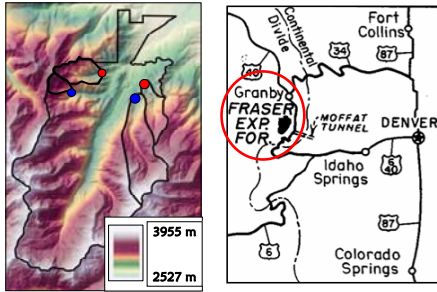 3955 m
2527 m
Continental
Divide
FORT
COLLINS
40
34
87
Granby
FRASER
EXP
FOR
MOFFAT
TUNNEL
DENVER
Idaho
Springs
6
40
87
6
Colorado
Springs